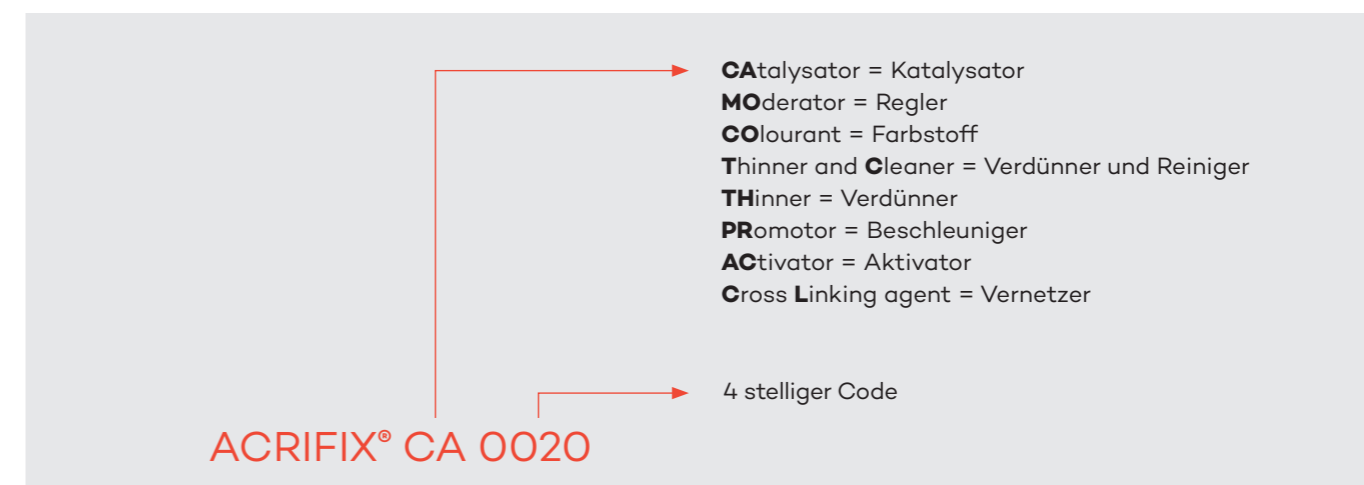 CAtalysator = Katalysator
MOderator = Regler
COlourant = Farbstoff
Thinner and Cleaner = Verdünner und Reiniger
THinner = Verdünner
PRomotor = Beschleuniger
ACtivator = Aktivator
Cross Linking agent = Vernetzer
4 stelliger Code
ACRIFIX® CA 0020